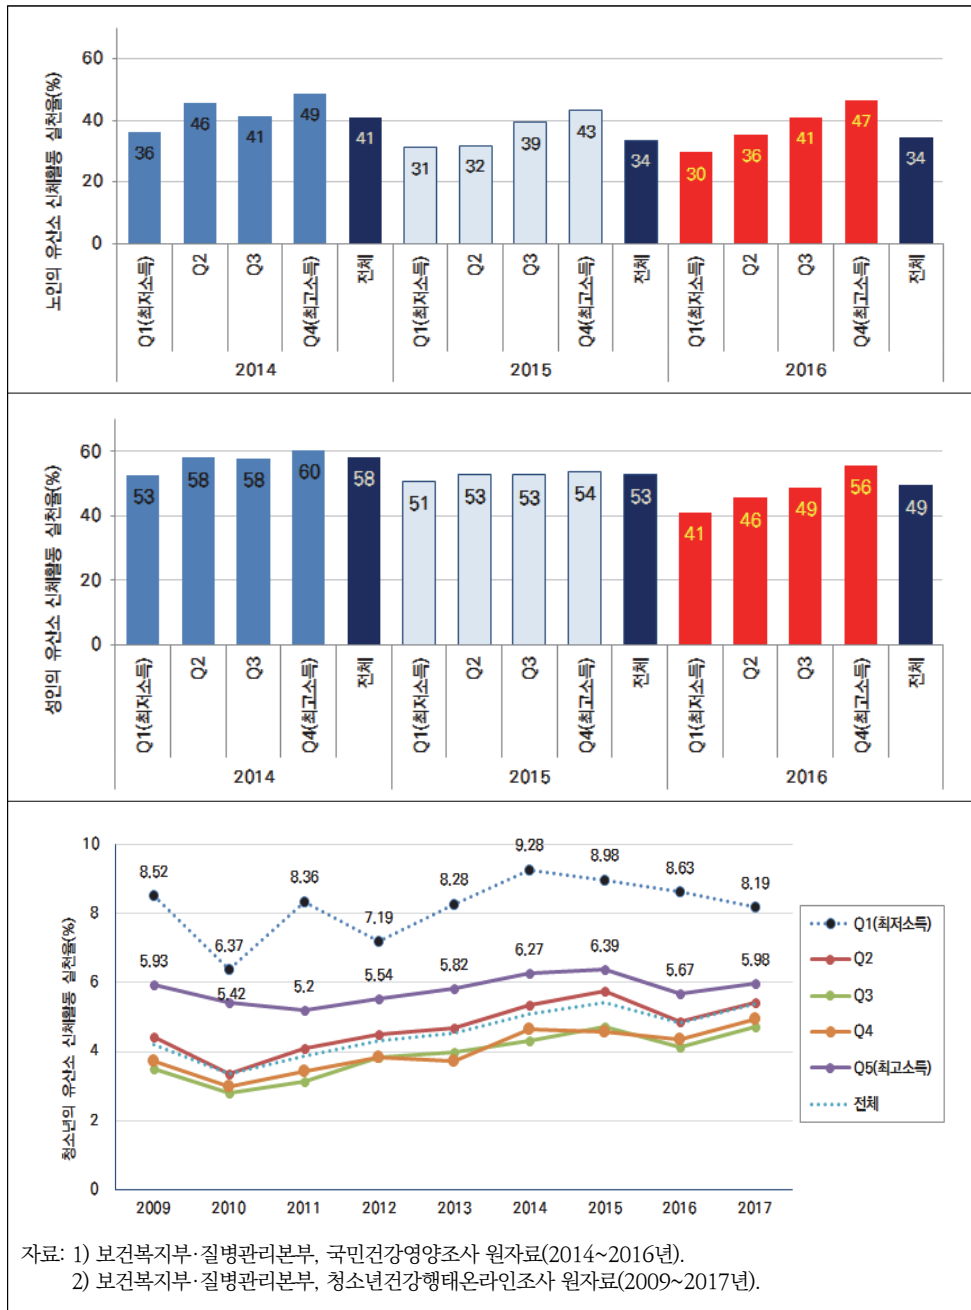 노인의 유산소 신체활동 실천율(%)
60
40
20
0
36
46
41
49
41
31
32
39
43
34
30
36
41
47
34
Q1(최저소득)
Q2
Q3
Q4(최고소득)
전체
Q1(최저소득)
Q2
Q3
Q4(최고소득)
전체
Q1(최저소득)
Q2
Q3
Q4(최고소득)
전체
2014
2015
2016
성인의 유산소 신체활동 실천율(%)
60
40
20
0
53
58
58
60
58
51
53
53
54
53
41
46
49
56
49
Q1(최저소득)
Q2
Q3
Q4(최고소득)
전체
Q1(최저소득)
Q2
Q3
Q4(최고소득)
전체
Q1(최저소득)
Q2
Q3
Q4(최고소득)
전체
2014
2015
2016
청소년의 유산소 신체활동 실천율(%)
10
8
6
4
2
0
8.52
6.37
8.36
7.19
8.28
9.28
8.98
8.63
8.19
5.93
5.42
5.2
5.54
5.82
6.27
6.39
5.67
5.98
2009
2010
2011
2012
2013
2014
2015
2016
2017
Q1(최저소득)
Q2
Q3
Q4
Q5(최고소득)
전체
자료: 1) 보건복지부·질병관리본부, 국민건강영양조사 원자료(2014~2016년).
2) 보건복지부·질병관리본부, 청소년건강행태온라인조사 원자료(2009~2017년).